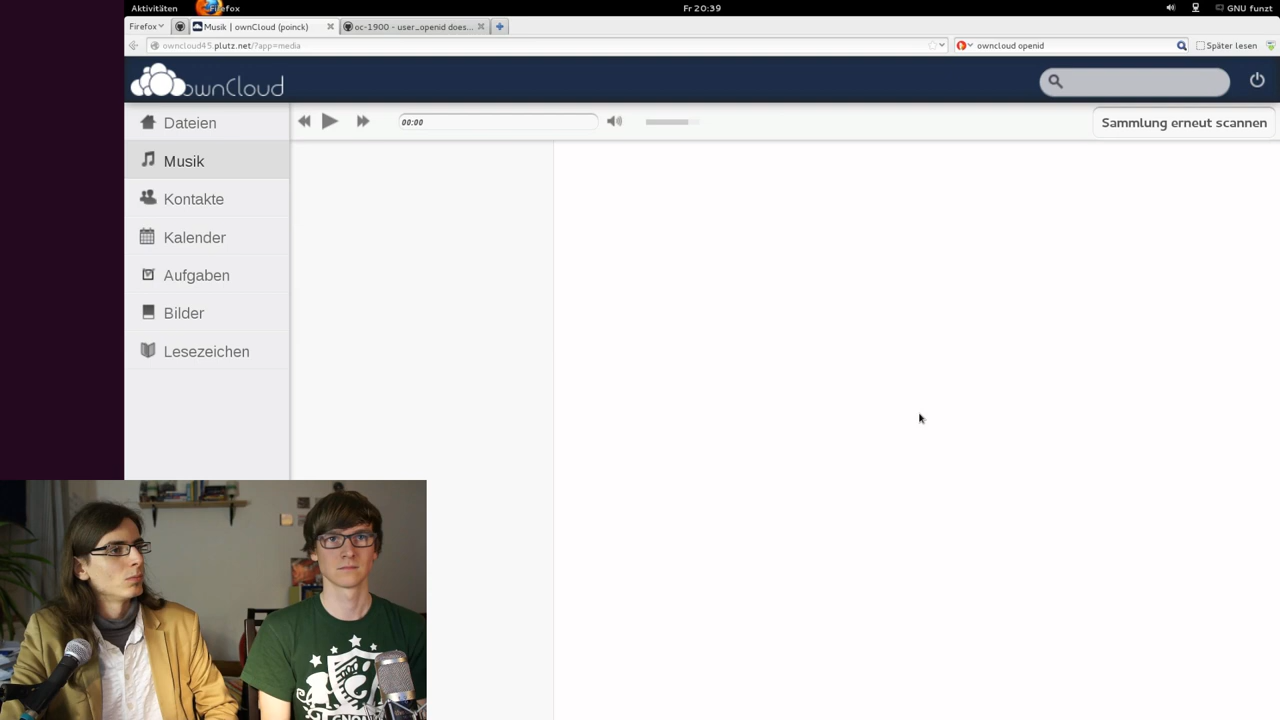 Aktivitäten Firefox Fr 20:39 GNU funzt
Firefox Musik | ownCloud (poinck) oc-1900 - user_openid does...
owncloud45.plutz.net/?app=media owncloud openid Später lesen
ownCloud
Dateien 00:00 Sammlung erneut scannen
Musik
Kontakte
Kalender
Aufgaben
Bilder
Lesezeichen
GNOME